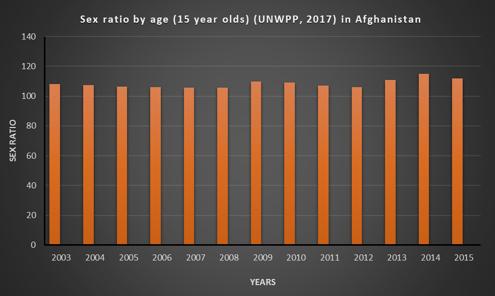 Sex ratio by age (15 year olds) (UNWPP, 2017) in Afghanistan
140
120
100
80
60
40
20
0
SEX RATIO
2003 2004 2005 2006 2007 2008 2009 2010 2011 2012 2013 2014 2015
YEARS